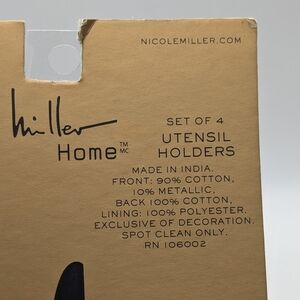 NICOLEMILLER.COM
miller
Home™ MC
SET OF 4
UTENSIL
HOLDERS
MADE IN INDIA.
FRONT: 90% COTTON,
10% METALLIC,
BACK 100% COTTON,
LINING: 100% POLYESTER.
EXCLUSIVE OF DECORATION.
SPOT CLEAN ONLY.
RN 106002